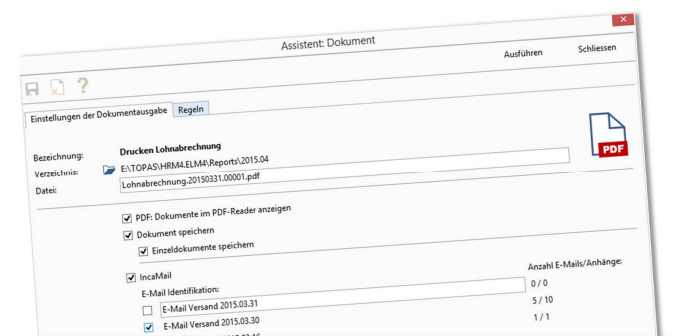 Assistent: Dokument
Ausführen Schliessen
Einstellungen der Dokumentausgabe Regeln
Bezeichnung: Drucken Lohnabrechnung
Verzeichnis: E:\TOPAS\HRM4.ELM4\Reports\2015.04
Datei: Lohnabrechnung.20150331.00001.pdf
PDF
PDF: Dokumente im PDF-Reader anzeigen
Dokument speichern
Einzeldokumente speichern
IncaMail
E-Mail Identifikation: Anzahl E-Mails/Anhänge:
E-Mail Versand 2015.03.31 0 / 0
E-Mail Versand 2015.03.30 5 / 10
1 / 1